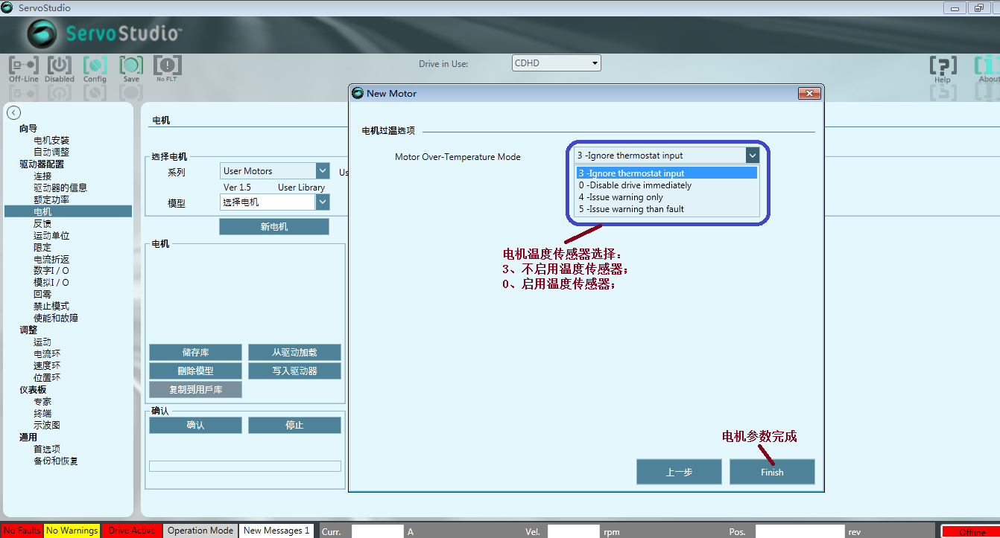 ServoStudio
ServoStudio™
Off-Line
Disabled
Config
Save
No FLT
Drive in Use:
CDHD
Help
About
向导
电机安装
自动调整
驱动器配置
连接
驱动器的信息
额定功率
电机
反馈
运动单位
限定
电流折返
数字I / O
模拟I / O
回零
禁止模式
使能和故障
调整
运动
电流环
速度环
位置环
仪表板
专家
终端
示波图
通用
首选项
备份和恢复
电机
选择电机
系列
User Motors
Us
Ver 1.5
User Library
模型
选择电机
新电机
电机
储存库
从驱动加载
删除模型
写入驱动器
复制到用戶库
确认
确认
停止
New Motor
电机过温选项
Motor Over-Temperature Mode
3 -Ignore thermostat input
3 -Ignore thermostat input
0 -Disable drive immediately
4 -Issue warning only
5 -Issue warning than fault
电机温度传感器选择：
3、不启用温度传感器；
0、启用温度传感器；
电机参数完成
上一步
Finish
No Faults
No Warnings
Drive Active
Operation Mode
New Messages 1
Curr.
A
Vel.
rpm
Pos.
rev
Offline